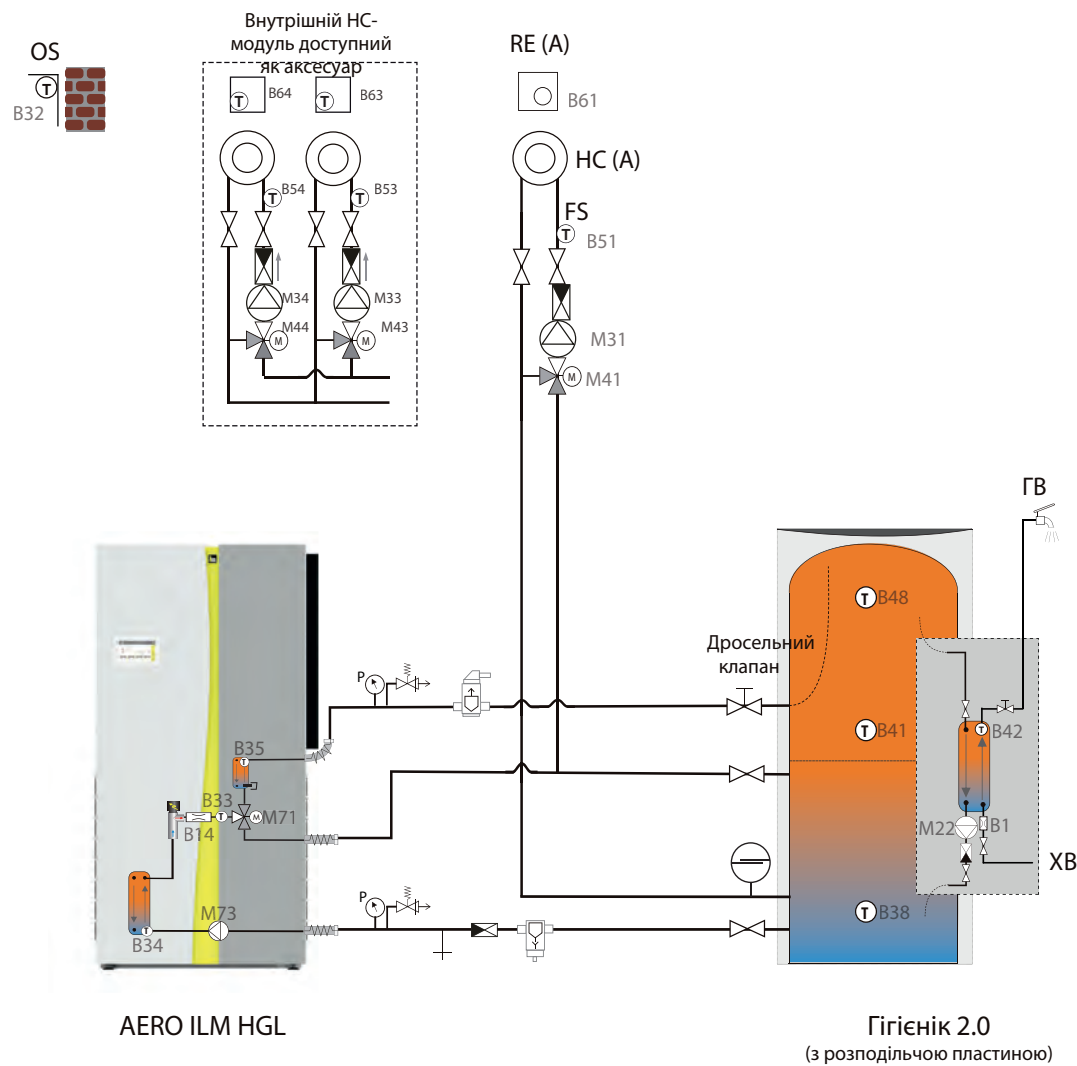 Внутрішній НС-
модуль доступний
як аксесуар
OS
T
B32
B64
T
B63
T
RE (A)
B61
HC (A)
B54
T
B53
T
FS
T
B51
M34
M33
M44
M
M43
M
M31
M
M41
ГВ
T
B48
Дросельний
клапан
P
T
B41
T
B42
B35
T
B33
T
M
M71
B14
M22
B1
ХВ
P
M73
T
B34
T
B38
AERO ILM HGL
Гігієнік 2.0
(з розподільчою пластиною)